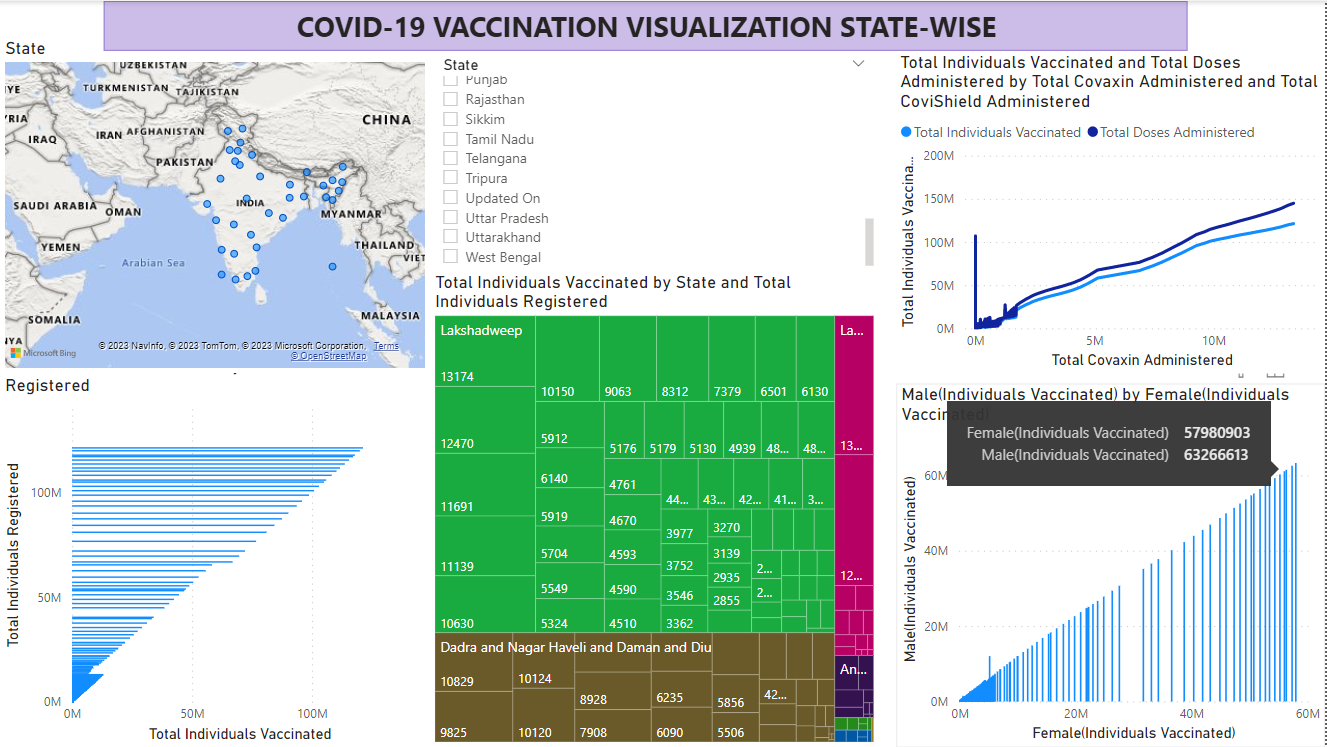 COVID-19 VACCINATION VISUALIZATION STATE-WISE
State
UZBEKISTAN
TURKMENISTAN
TAJIKISTAN
CHINA
IRAQ
IRAN
AFGHANISTAN
PAKISTAN
SAUDI ARABIA
OMAN
INDIA
MYANMAR
YEMEN
Arabian Sea
THAILAND
SOMALIA
MALAYSIA
Microsoft Bing
© 2023 NavInfo, © 2023 TomTom, © 2023 Microsoft Corporation, Terms
© OpenStreetMap
State
Punjab
Rajasthan
Sikkim
Tamil Nadu
Telangana
Tripura
Updated On
Uttar Pradesh
Uttarakhand
West Bengal
Total Individuals Vaccinated and Total Doses
Administered by Total Covaxin Administered and Total
CoviShield Administered
Total Individuals Vaccinated
Total Doses Administered
Total Individuals Vaccina...
200M
150M
100M
50M
0M
0M 5M 10M
Total Covaxin Administered
Registered
Total Individuals Registered
100M
50M
0M
0M 50M 100M
Total Individuals Vaccinated
Total Individuals Vaccinated by State and Total
Individuals Registered
Lakshadweep
La...
13174
10150 9063 8312 7379 6501 6130
12470
5912
5176 5179 5130 4939 48... 48...
13...
11691
6140
4761
44... 43... 42... 41... 3...
5919
4670
3977
3270
11139
5704
4593
3752
3139
2...
12...
5549
4590
3546
2935
2...
2855
10630
5324
4510
3362
Dadra and Nagar Haveli and Daman and Diu
An...
10829
10124
8928
6235
5856
42...
9825
10120
7908
6090
5506
Male(Individuals Vaccinated) by Female(Individuals
Vaccinated)
Female(Individuals Vaccinated) 57980903
Male(Individuals Vaccinated) 63266613
Male(Individuals Vaccinated)
60M
40M
20M
0M
0M 20M 40M 60M
Female(Individuals Vaccinated)